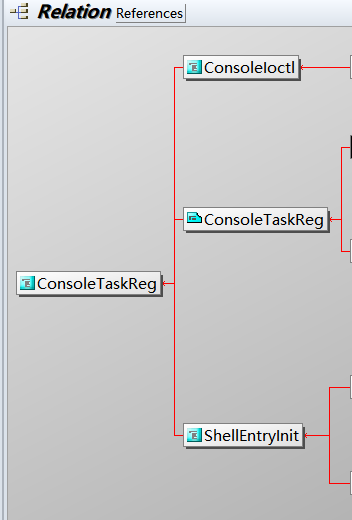 Relation References
ConsoleIoctl
ConsoleTaskReg
ConsoleTaskReg
ShellEntryInit